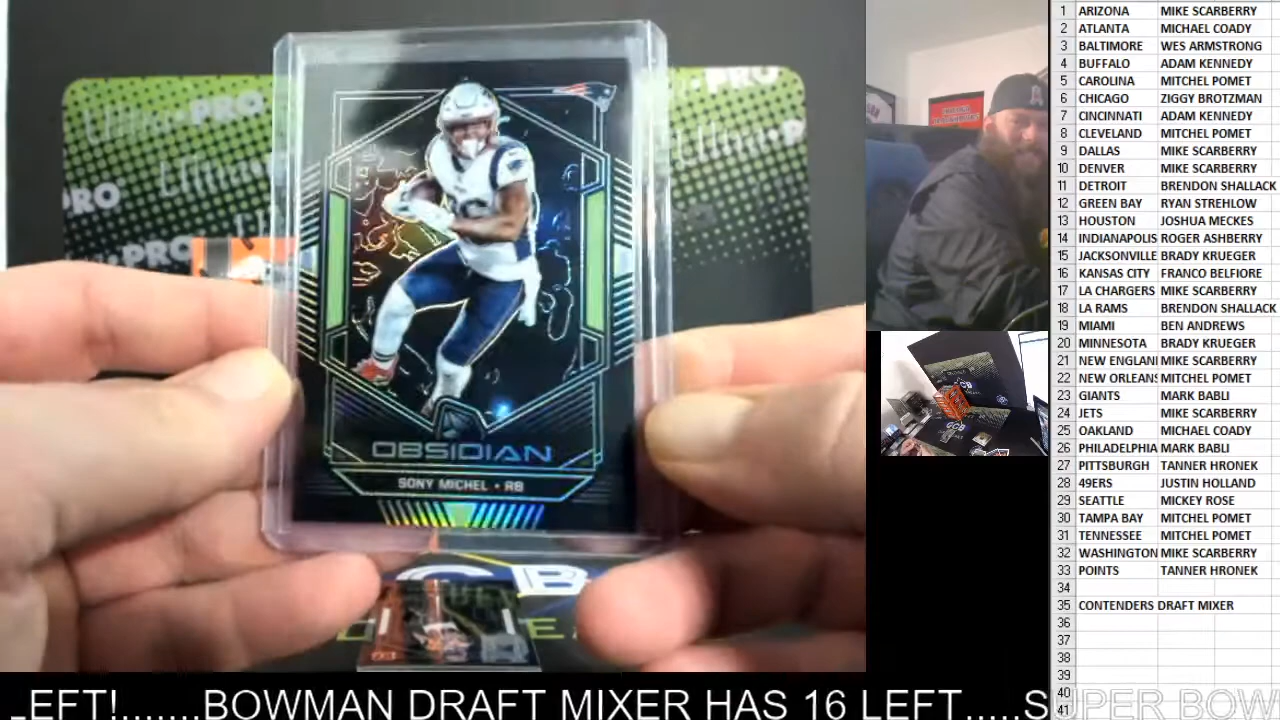 PRO
PRO
PRO
PRO
OBSIDIAN
SONY MICHEL • RB
1 ARIZONA MIKE SCARBERRY
2 ATLANTA MICHAEL COADY
3 BALTIMORE WES ARMSTRONG
4 BUFFALO ADAM KENNEDY
5 CAROLINA MITCHEL POMET
6 CHICAGO ZIGGY BROTZMAN
7 CINCINNATI ADAM KENNEDY
8 CLEVELAND MITCHEL POMET
9 DALLAS MIKE SCARBERRY
10 DENVER MIKE SCARBERRY
11 DETROIT BRENDON SHALLACK
12 GREEN BAY RYAN STREHLOW
13 HOUSTON JOSHUA MECKES
14 INDIANAPOLIS ROGER ASHBERRY
15 JACKSONVILLE BRADY KRUEGER
16 KANSAS CITY FRANCO BELFIORE
17 LA CHARGERS MIKE SCARBERRY
18 LA RAMS BRENDON SHALLACK
19 MIAMI BEN ANDREWS
20 MINNESOTA BRADY KRUEGER
21 NEW ENGLAN MIKE SCARBERRY
22 NEW ORLEANS MITCHEL POMET
23 GIANTS MARK BABLI
24 JETS MIKE SCARBERRY
25 OAKLAND MICHAEL COADY
26 PHILADELPHIA MARK BABLI
27 PITTSBURGH TANNER HRONEK
28 49ERS JUSTIN HOLLAND
29 SEATTLE MICKEY ROSE
30 TAMPA BAY MITCHEL POMET
31 TENNESSEE MITCHEL POMET
32 WASHINGTON MIKE SCARBERRY
33 POINTS TANNER HRONEK
34
35 CONTENDERS DRAFT MIXER
36
37
38
39
40
41
EFT!.......BOWMAN DRAFT MIXER HAS 16 LEFT.....SUPER BOW